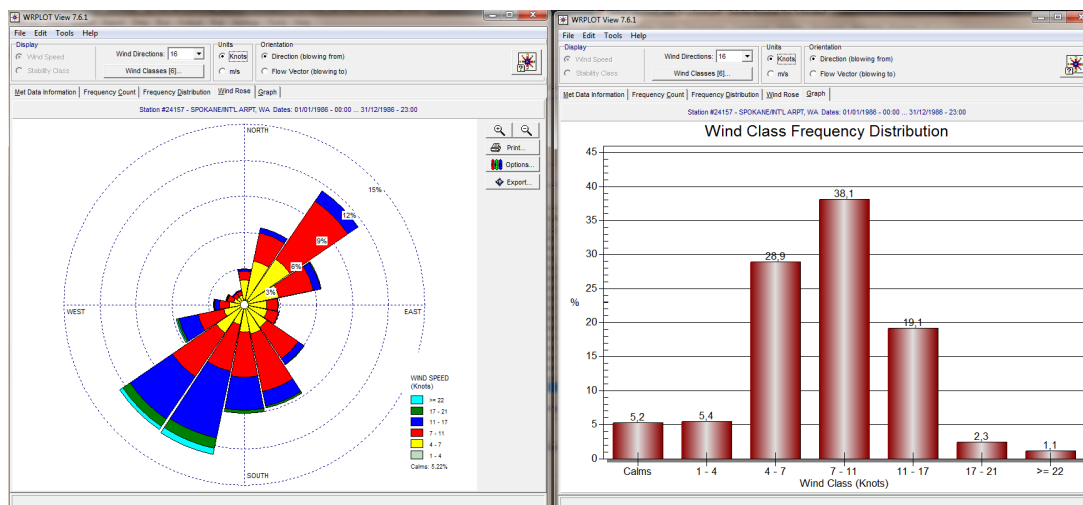 WRPLOT View 7.6.1
File Edit Tools Help
Display
Wind Speed
Stability Class
Wind Directions: 16
Wind Classes [6]...
Units
Knots
m/s
Orientation
Direction (blowing from)
Flow Vector (blowing to)
Met Data Information Frequency Count Frequency Distribution Wind Rose Graph
Station #24157 - SPOKANE/INT'L ARPT, WA Dates: 01/01/1986 - 00:00 ... 31/12/1986 - 23:00
Print...
Options...
Export...
NORTH
15%
12%
9%
6%
3%
WEST
EAST
SOUTH
WIND SPEED
(Knots)
>= 22
17 - 21
11 - 17
7 - 11
4 - 7
1 - 4
Calms: 5,22%
WRPLOT View 7.6.1
File Edit Tools Help
Display
Wind Speed
Stability Class
Wind Directions: 16
Wind Classes [6]...
Units
Knots
m/s
Orientation
Direction (blowing from)
Flow Vector (blowing to)
Met Data Information Frequency Count Frequency Distribution Wind Rose Graph
Station #24157 - SPOKANE/INT'L ARPT, WA Dates: 01/01/1986 - 00:00 ... 31/12/1986 - 23:00
Wind Class Frequency Distribution
45
40
35
30
25
%
20
15
10
5
0
5,2
5,4
28,9
38,1
19,1
2,3
1,1
Calms 1 - 4 4 - 7 7 - 11 11 - 17 17 - 21 >= 22
Wind Class (Knots)